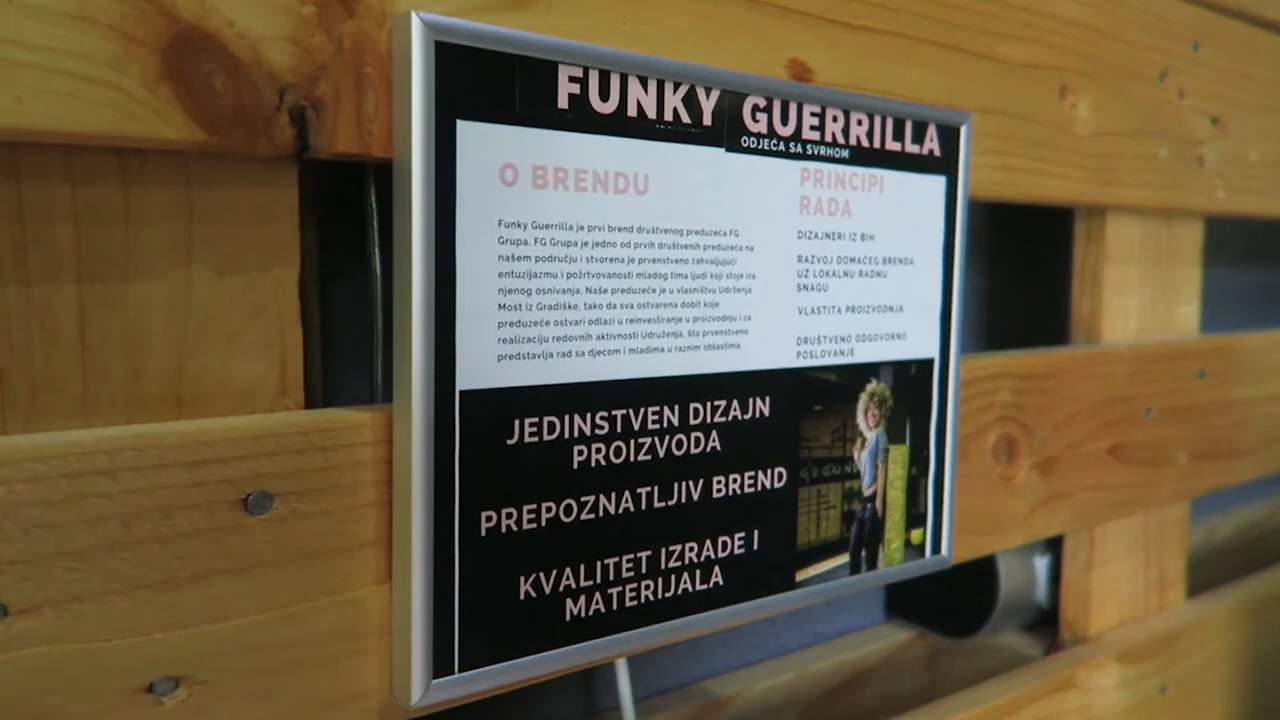 FUNKY GUERRILLA
ODJEĆA SA SVRHOM
O BRENDU
Funky Guerrilla je prvi brend društvenog preduzeća FG
Grupa. FG Grupa je jedno od prvih društvenih preduzeća na
našem području i stvorena je prvenstveno zahvaljujući
entuzijazmu i požrtvovanosti mladog tima ljudi koji stoje iza
njenog osnivanja. Naše preduzeće je u vlasništvu Udruženja
Most iz Gradiške, tako da sva ostvarena dobit koje
preduzeće ostvari odlazi u reinvestiranje u proizvodnju i za
realizaciju redovnih aktivnosti Udruženja, što prvenstveno
predstavlja rad sa djecom i mladima u raznim oblastima.
PRINCIPI
RADA
DIZAJNERI IZ BIH
RAZVOJ DOMAĆEG BRENDA
UZ LOKALNU RADNU
SNAGU
VLASTITA PROIZVODNJA
DRUŠTVENO ODGOVORNO
POSLOVANJE
JEDINSTVEN DIZAJN
PROIZVODA
PREPOZNATLJIV BREND
KVALITET IZRADE I
MATERIJALA